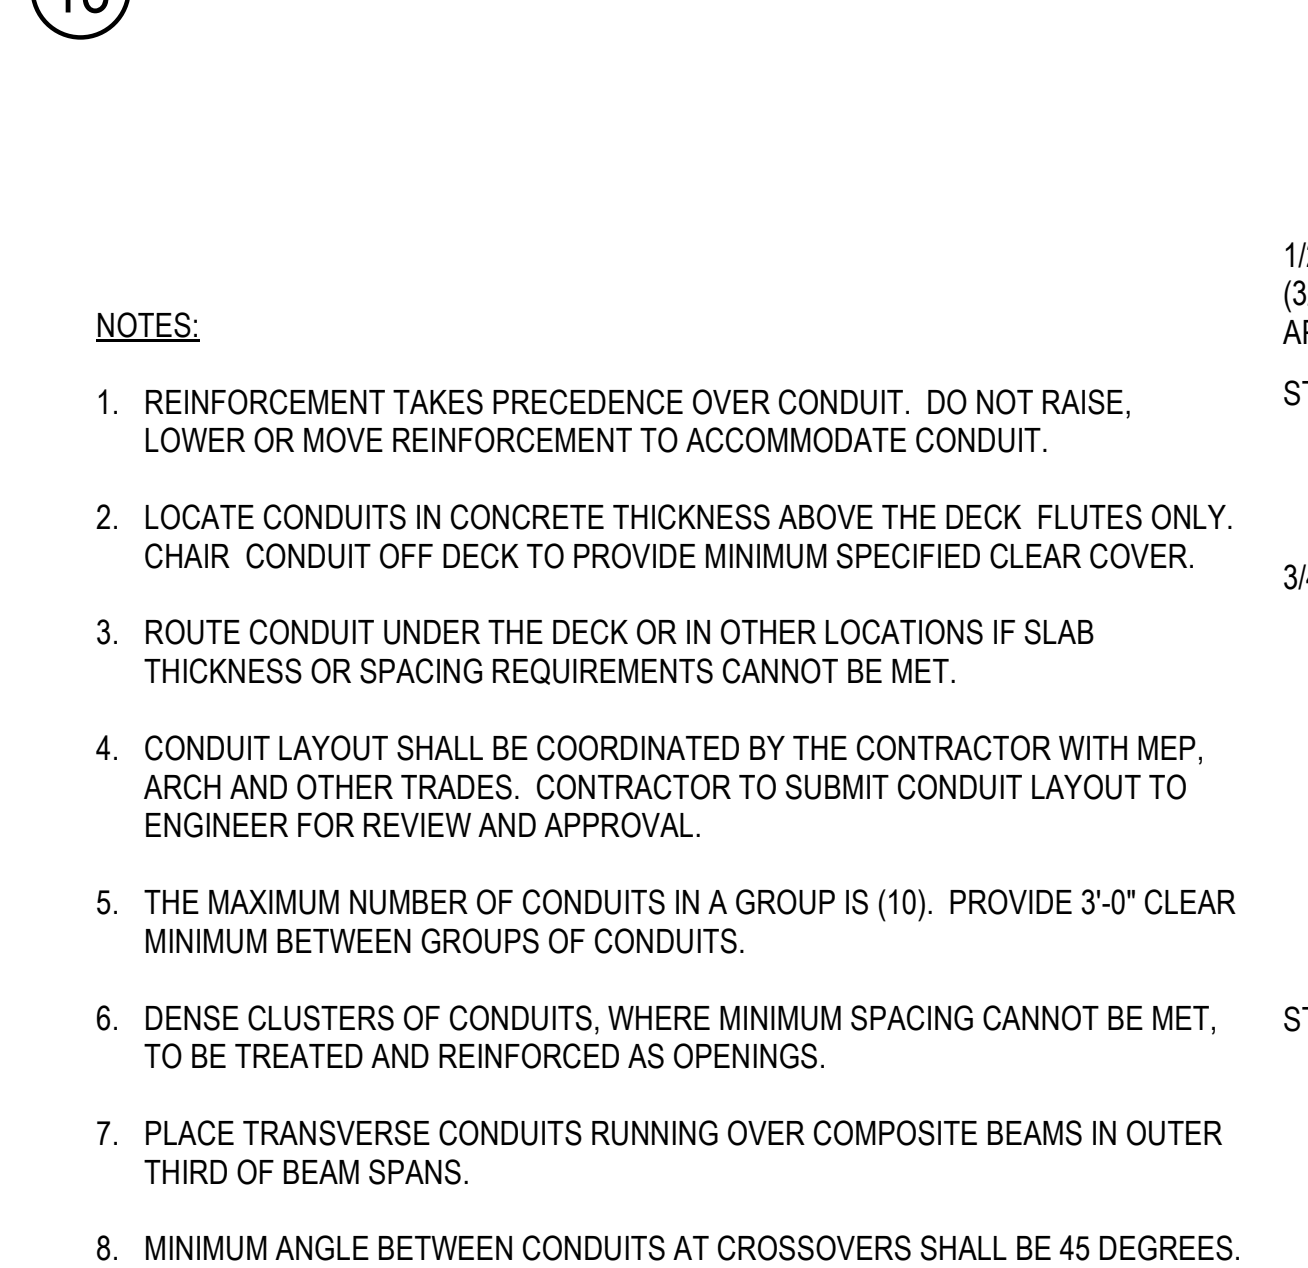 NOTES:
1. REINFORCEMENT TAKES PRECEDENCE OVER CONDUIT. DO NOT RAISE,
LOWER OR MOVE REINFORCEMENT TO ACCOMMODATE CONDUIT.
2. LOCATE CONDUITS IN CONCRETE THICKNESS ABOVE THE DECK FLUTES ONLY.
CHAIR CONDUIT OFF DECK TO PROVIDE MINIMUM SPECIFIED CLEAR COVER.
3. ROUTE CONDUIT UNDER THE DECK OR IN OTHER LOCATIONS IF SLAB
THICKNESS OR SPACING REQUIREMENTS CANNOT BE MET.
4. CONDUIT LAYOUT SHALL BE COORDINATED BY THE CONTRACTOR WITH MEP,
ARCH AND OTHER TRADES. CONTRACTOR TO SUBMIT CONDUIT LAYOUT TO
ENGINEER FOR REVIEW AND APPROVAL.
5. THE MAXIMUM NUMBER OF CONDUITS IN A GROUP IS (10). PROVIDE 3'-0" CLEAR
MINIMUM BETWEEN GROUPS OF CONDUITS.
6. DENSE CLUSTERS OF CONDUITS, WHERE MINIMUM SPACING CANNOT BE MET,
TO BE TREATED AND REINFORCED AS OPENINGS.
7. PLACE TRANSVERSE CONDUITS RUNNING OVER COMPOSITE BEAMS IN OUTER
THIRD OF BEAM SPANS.
8. MINIMUM ANGLE BETWEEN CONDUITS AT CROSSOVERS SHALL BE 45 DEGREES.